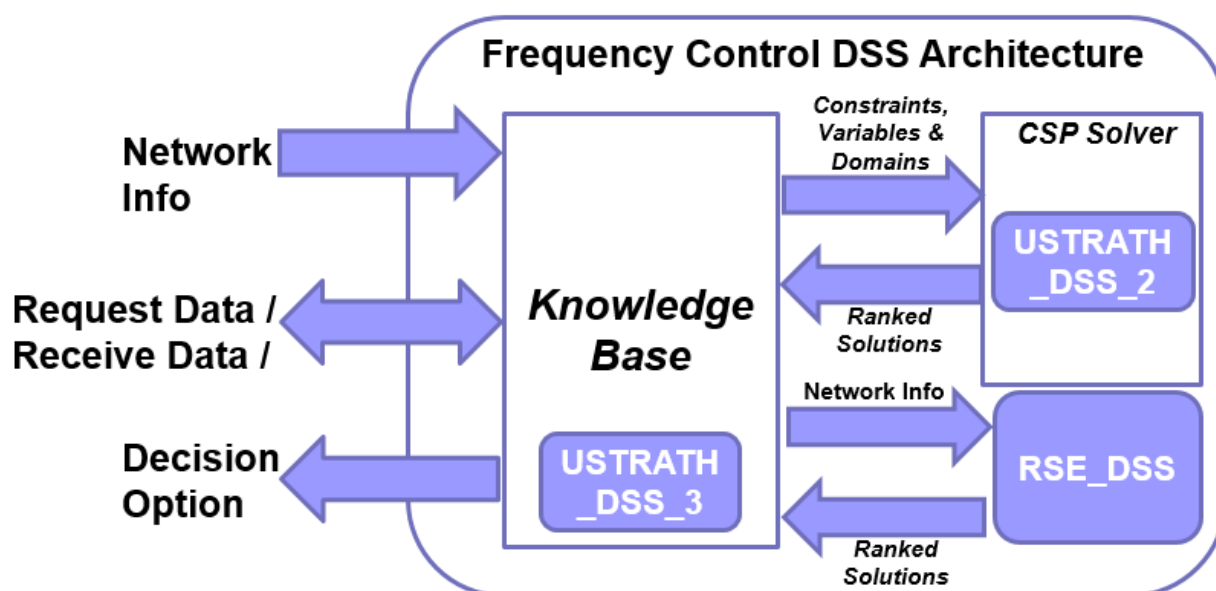 Frequency Control DSS Architecture
Network
Info
Request Data /
Receive Data /
Decision
Option
Knowledge
Base
USTRATH
_DSS_3
Constraints,
Variables &
Domains
Ranked
Solutions
Network Info
Ranked
Solutions
CSP Solver
USTRATH
_DSS_2
RSE_DSS